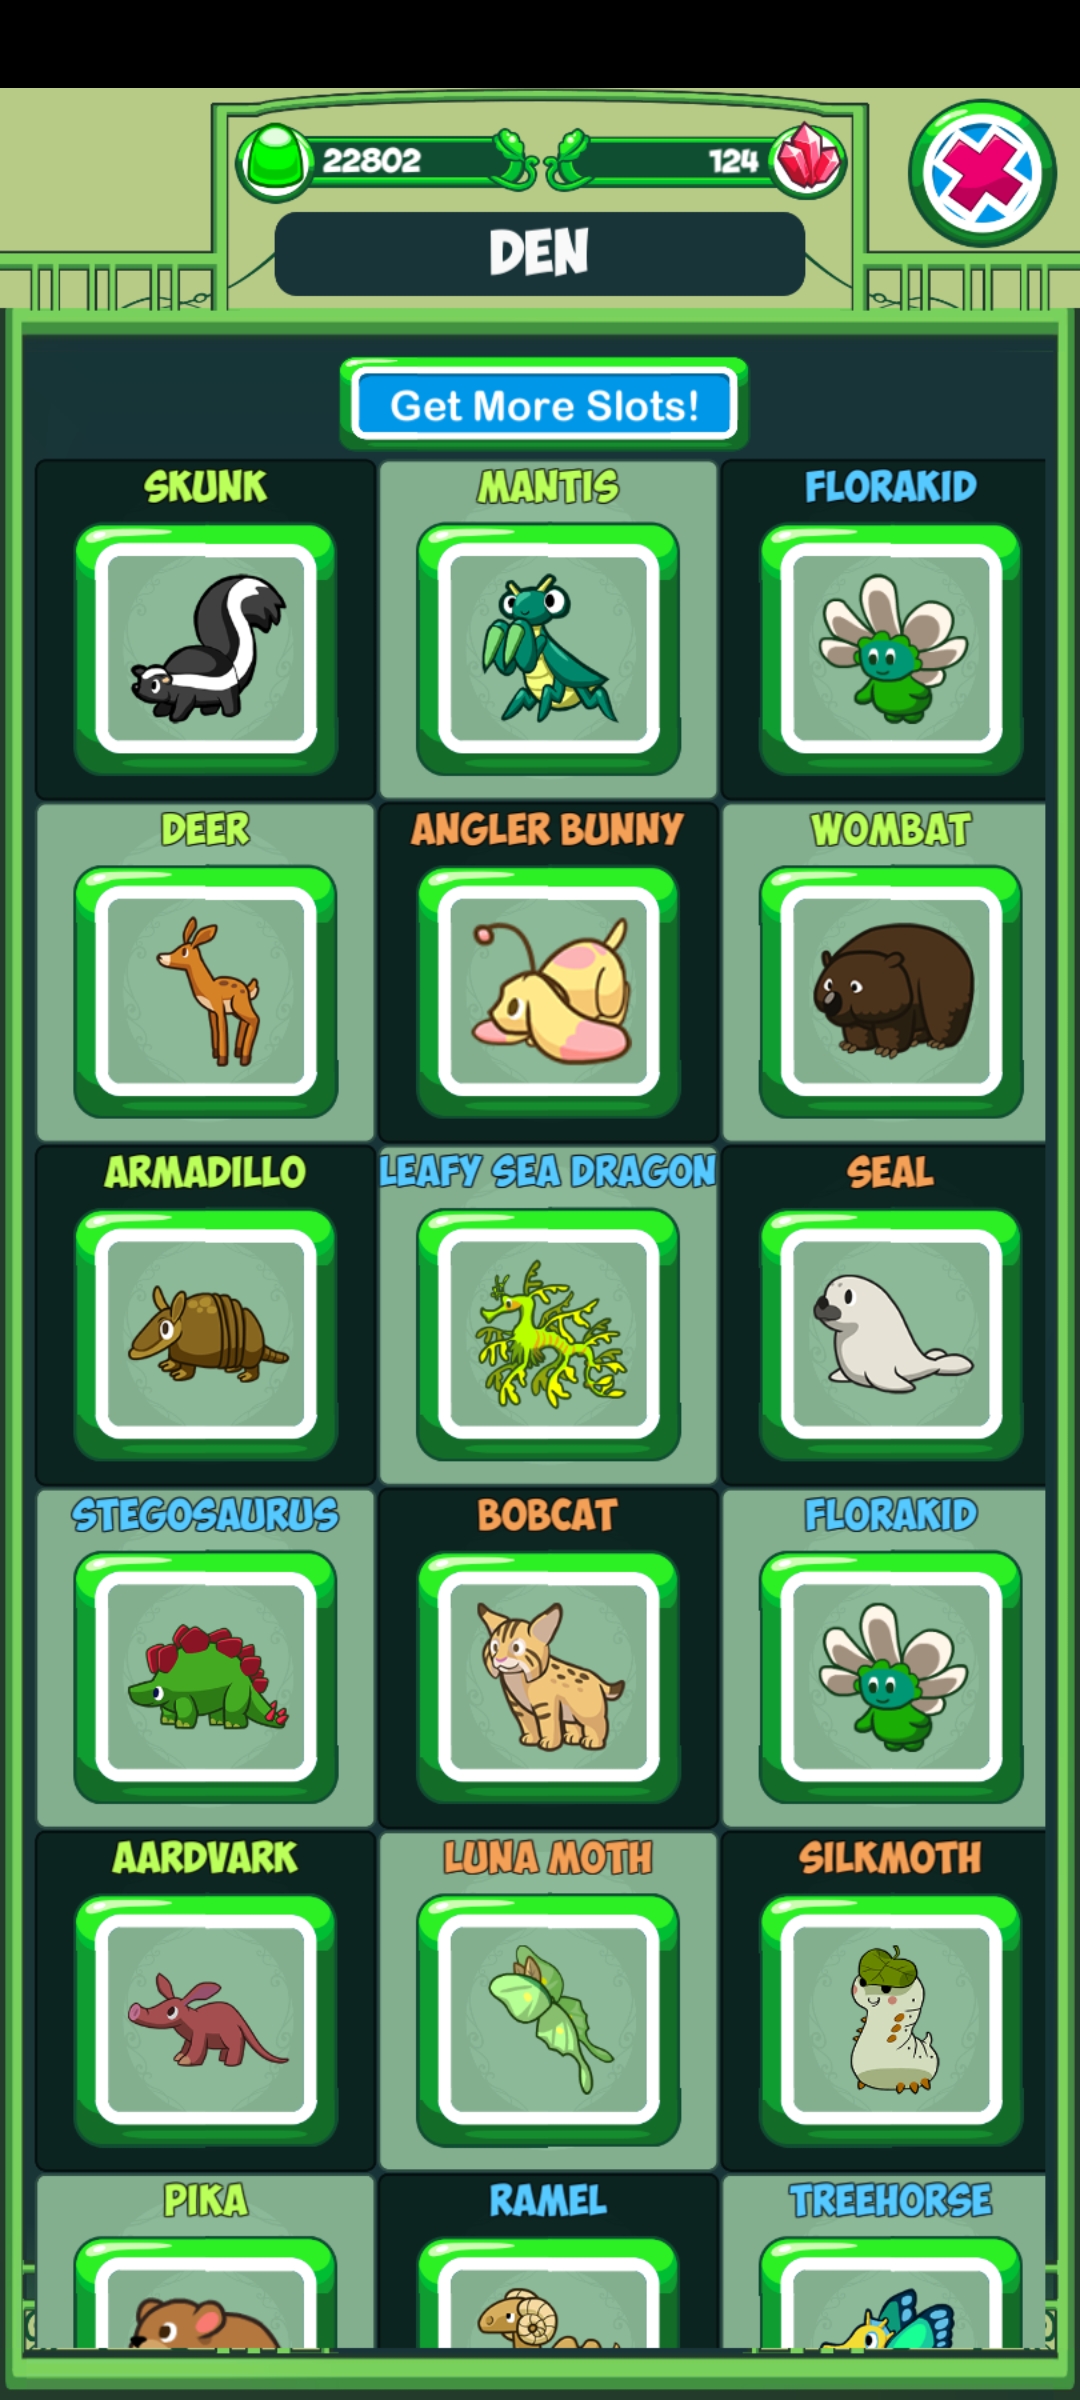 22802 124
DEN
Get More Slots!
SKUNK MANTIS FLORAKID
DEER ANGLER BUNNY WOMBAT
ARMADILLO LEAFY SEA DRAGON SEAL
STEGOSAURUS BOBCAT FLORAKID
AARDVARK LUNA MOTH SILKMOTH
PIKA RAMEL TREEHORSE